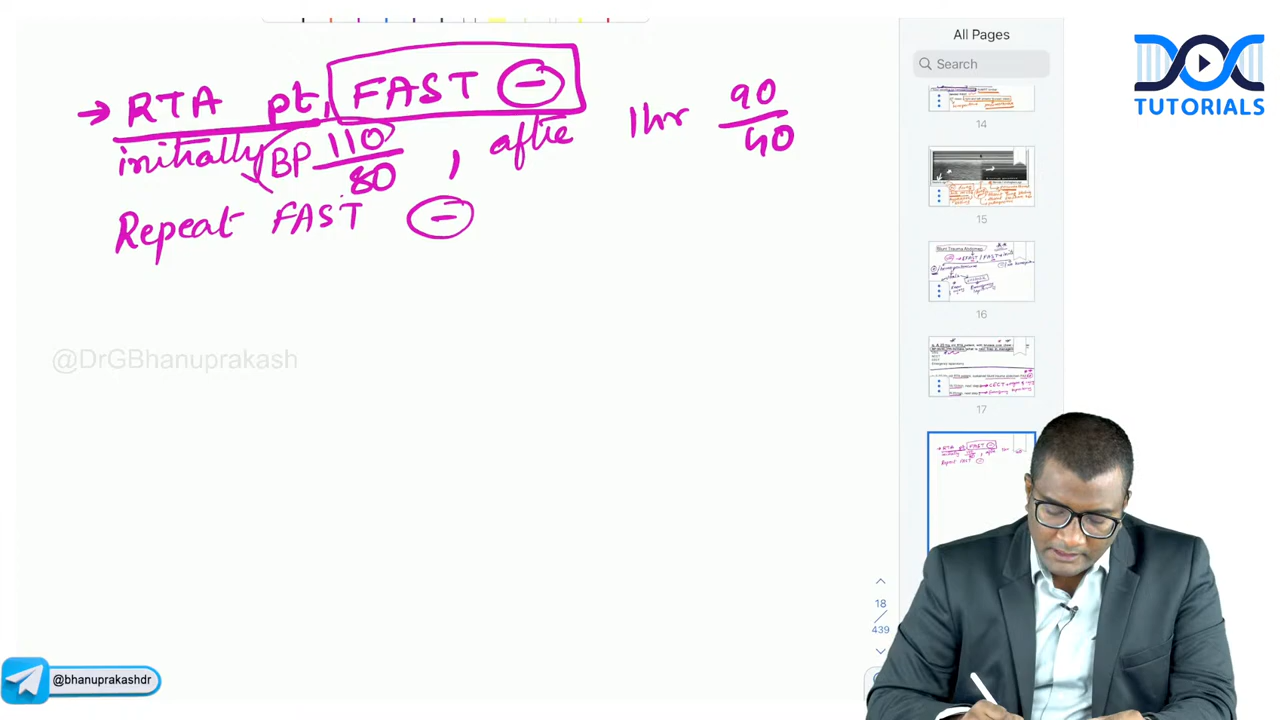 → RTA pt, FAST ⊖
initially BP 110/80, after 1hr 90/40
Repeat FAST ⊖
@DrGBhanuprakash
@bhanuprakashdr
All Pages
Search
14
15
16
17
18
439
DOC
TUTORIALS